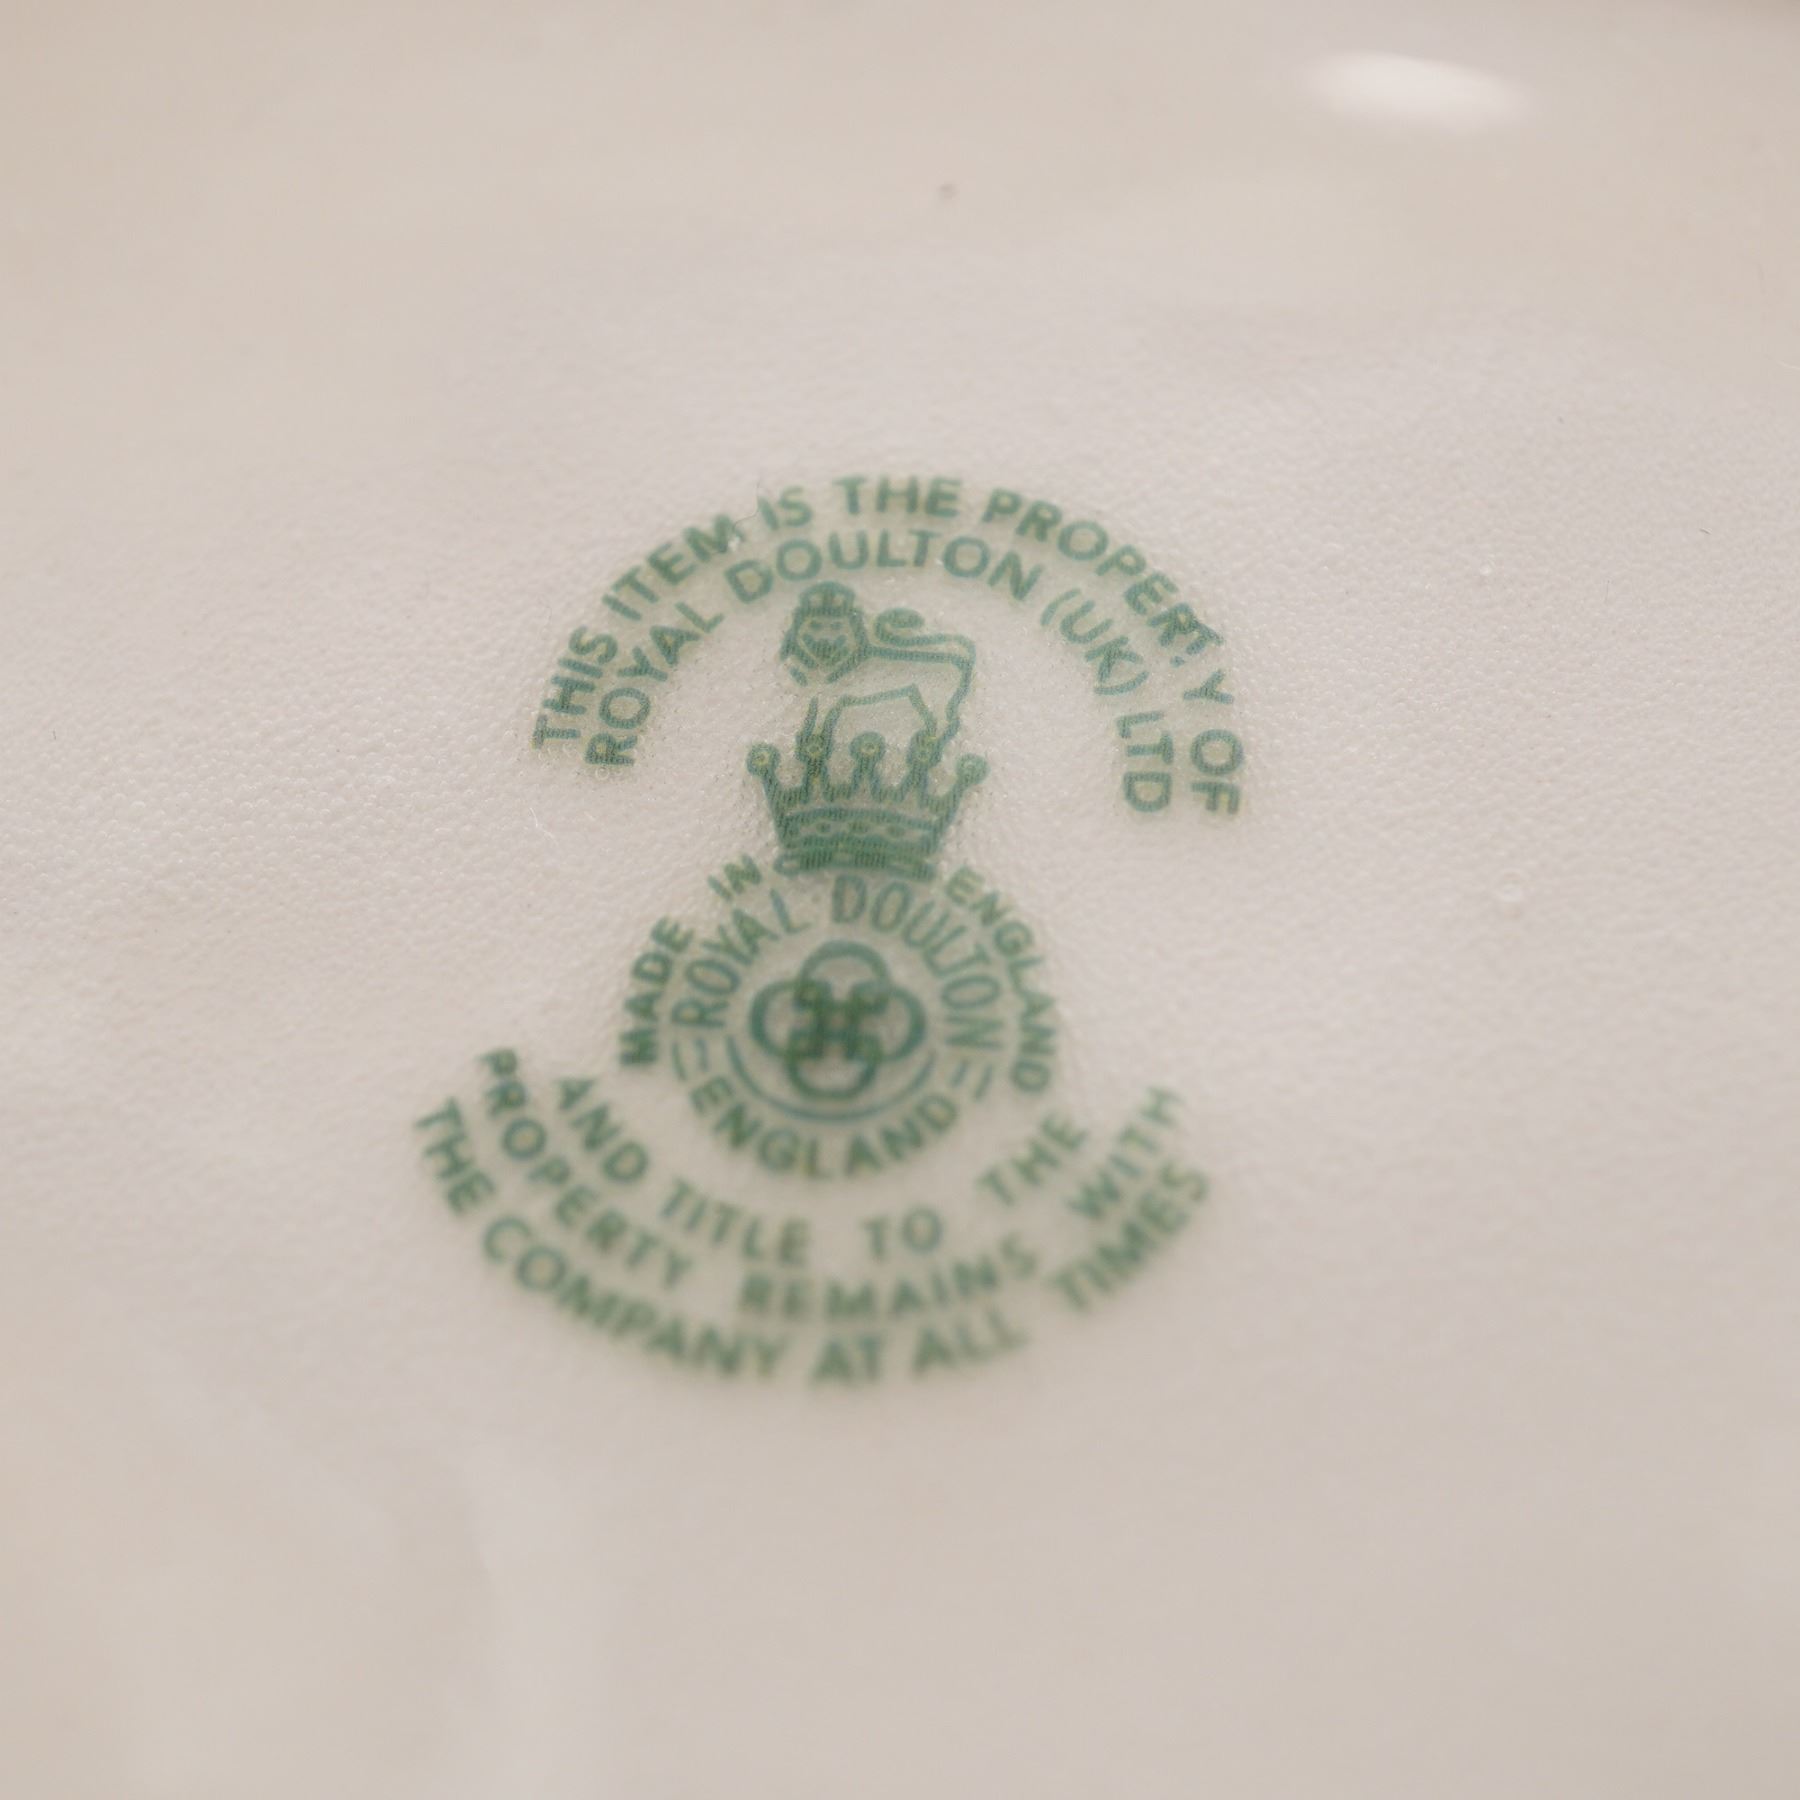 THIS ITEM IS THE PROPERTY OF
ROYAL DOULTON (UK) LTD
MADE IN ENGLAND
ROYAL DOULTON
ENGLAND
AND TITLE TO THE
PROPERTY REMAINS WITH
THE COMPANY AT ALL TIMES